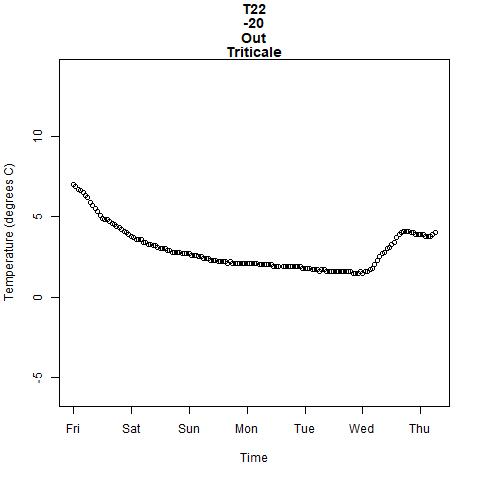 T22
-20
Out
Triticale
Temperature (degrees C)
10
5
0
-5
Fri Sat Sun Mon Tue Wed Thu
Time